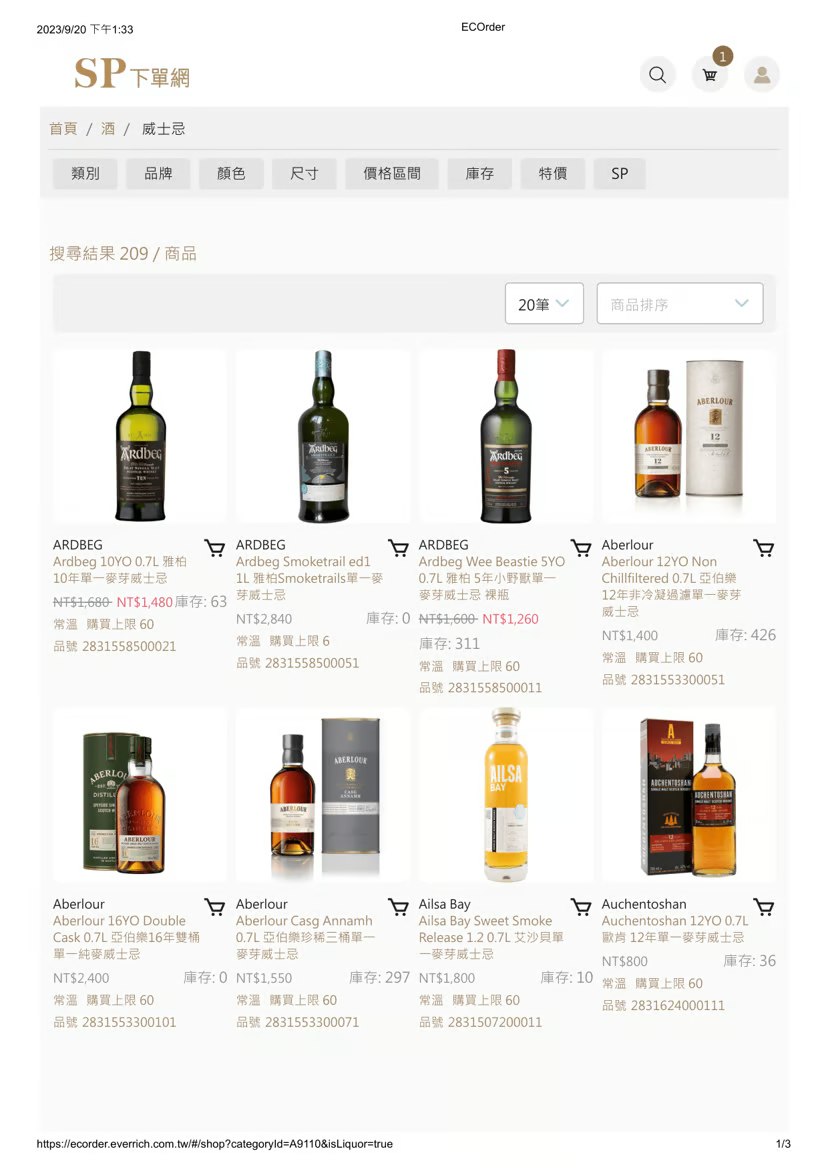 2023/9/20 下午1:33
ECOrder
SP下單網
1
首頁 / 酒 / 威士忌
類別 品牌 顏色 尺寸 價格區間 庫存 特價 SP
搜尋結果 209 / 商品
20筆 商品排序
ARDBEG
Ardbeg 10YO 0.7L 雅柏
10年單一麥芽威士忌
NT$1,680 NT$1,480 庫存: 63
常溫 購買上限 60
品號 2831558500021
ARDBEG
Ardbeg Smoketrail ed1
1L 雅柏Smoketrails單一麥
芽威士忌
NT$2,840 庫存: 0
常溫 購買上限 6
品號 2831558500051
ARDBEG
Ardbeg Wee Beastie 5YO
0.7L 雅柏 5年小野獸單一
麥芽威士忌 裸瓶
NT$1,600 NT$1,260
庫存: 311
常溫 購買上限 60
品號 2831558500011
Aberlour
Aberlour 12YO Non
Chillfiltered 0.7L 亞伯樂
12年非冷凝過濾單一麥芽
威士忌
NT$1,400 庫存: 426
常溫 購買上限 60
品號 2831553300051
Aberlour
Aberlour 16YO Double
Cask 0.7L 亞伯樂16年雙桶
單一純麥威士忌
NT$2,400 庫存: 0
常溫 購買上限 60
品號 2831553300101
Aberlour
Aberlour Casg Annamh
0.7L 亞伯樂珍稀三桶單一
麥芽威士忌
NT$1,550 庫存: 297
常溫 購買上限 60
品號 2831553300071
Ailsa Bay
Ailsa Bay Sweet Smoke
Release 1.2 0.7L 艾沙貝單
一麥芽威士忌
NT$1,800 庫存: 10
常溫 購買上限 60
品號 2831507200011
Auchentoshan
Auchentoshan 12YO 0.7L
歐肯 12年單一麥芽威士忌
NT$800 庫存: 36
常溫 購買上限 60
品號 2831624000111
https://ecorder.everrich.com.tw/#/shop?categoryId=A9110&isLiquor=true
1/3